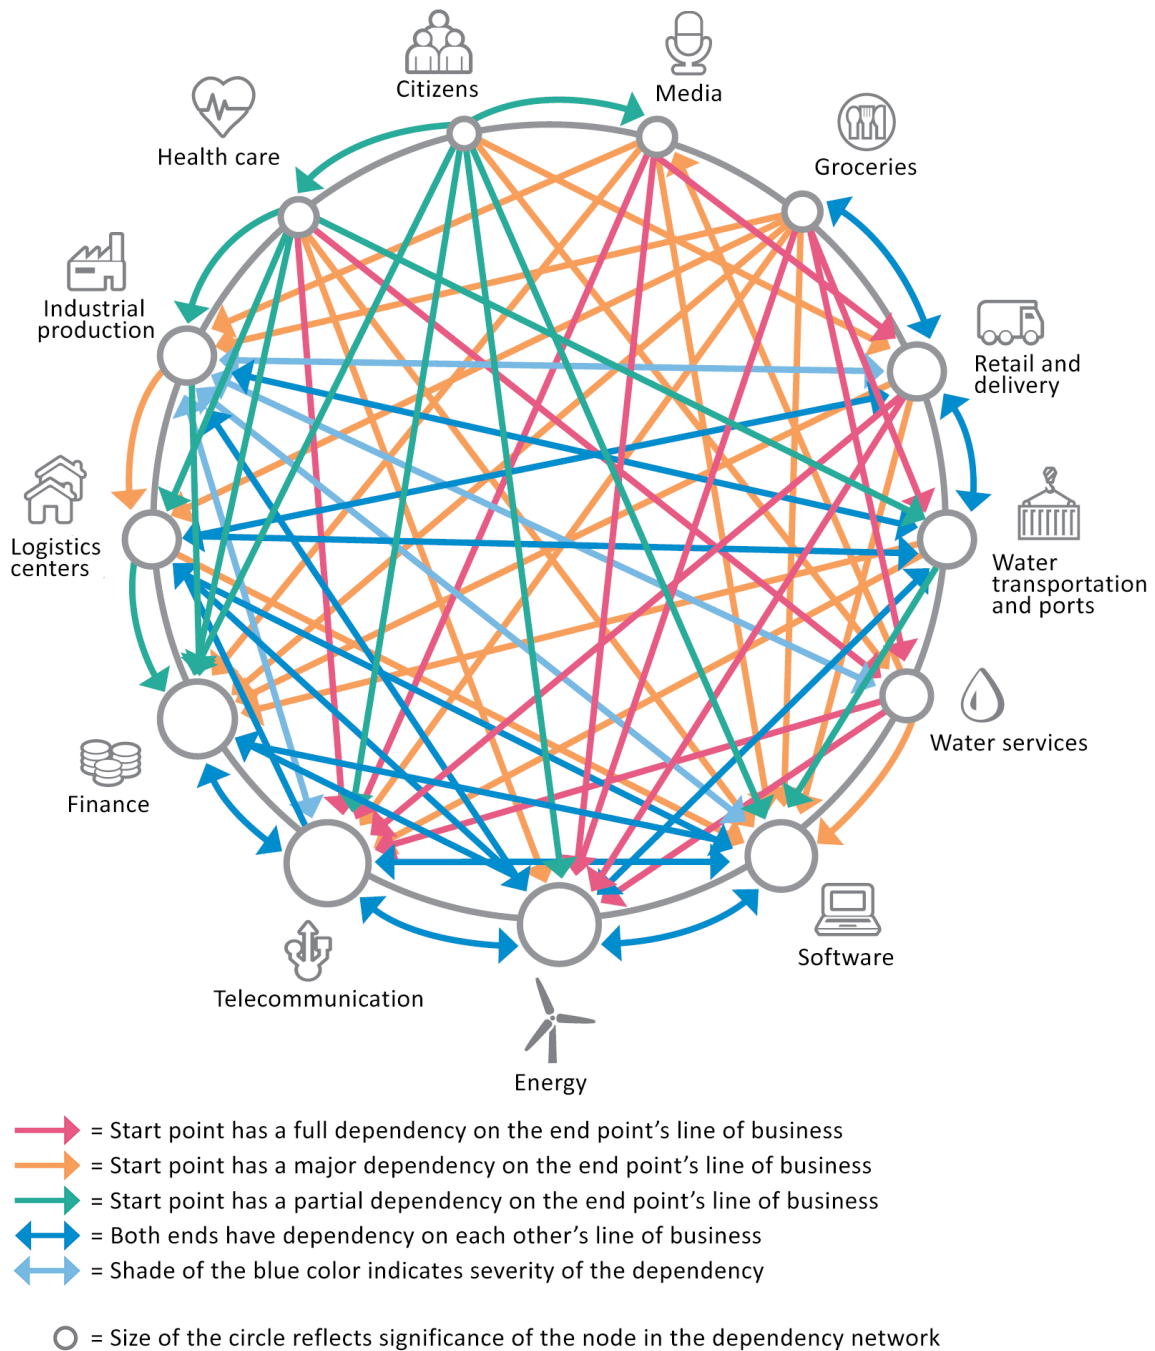 Citizens
Media
Health care
Groceries
Industrial
production
Retail and
delivery
Logistics
centers
Water
transportation
and ports
Water services
Finance
Software
Telecommunication
Energy
= Start point has a full dependency on the end point’s line of business
= Start point has a major dependency on the end point’s line of business
= Start point has a partial dependency on the end point’s line of business
= Both ends have dependency on each other’s line of business
= Shade of the blue color indicates severity of the dependency
= Size of the circle reflects significance of the node in the dependency network